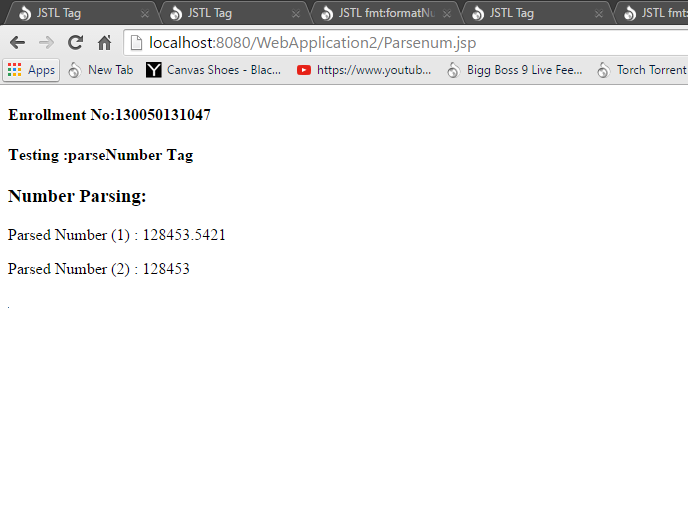 JSTL Tag
JSTL Tag
JSTL fmt:formatNu
JSTL Tag
JSTL fmt:
localhost:8080/WebApplication2/Parsenum.jsp
Apps
New Tab
Canvas Shoes - Blac...
https://www.youtub...
Bigg Boss 9 Live Fee...
Torch Torrent
Enrollment No:130050131047
Testing :parseNumber Tag
Number Parsing:
Parsed Number (1) : 128453.5421
Parsed Number (2) : 128453